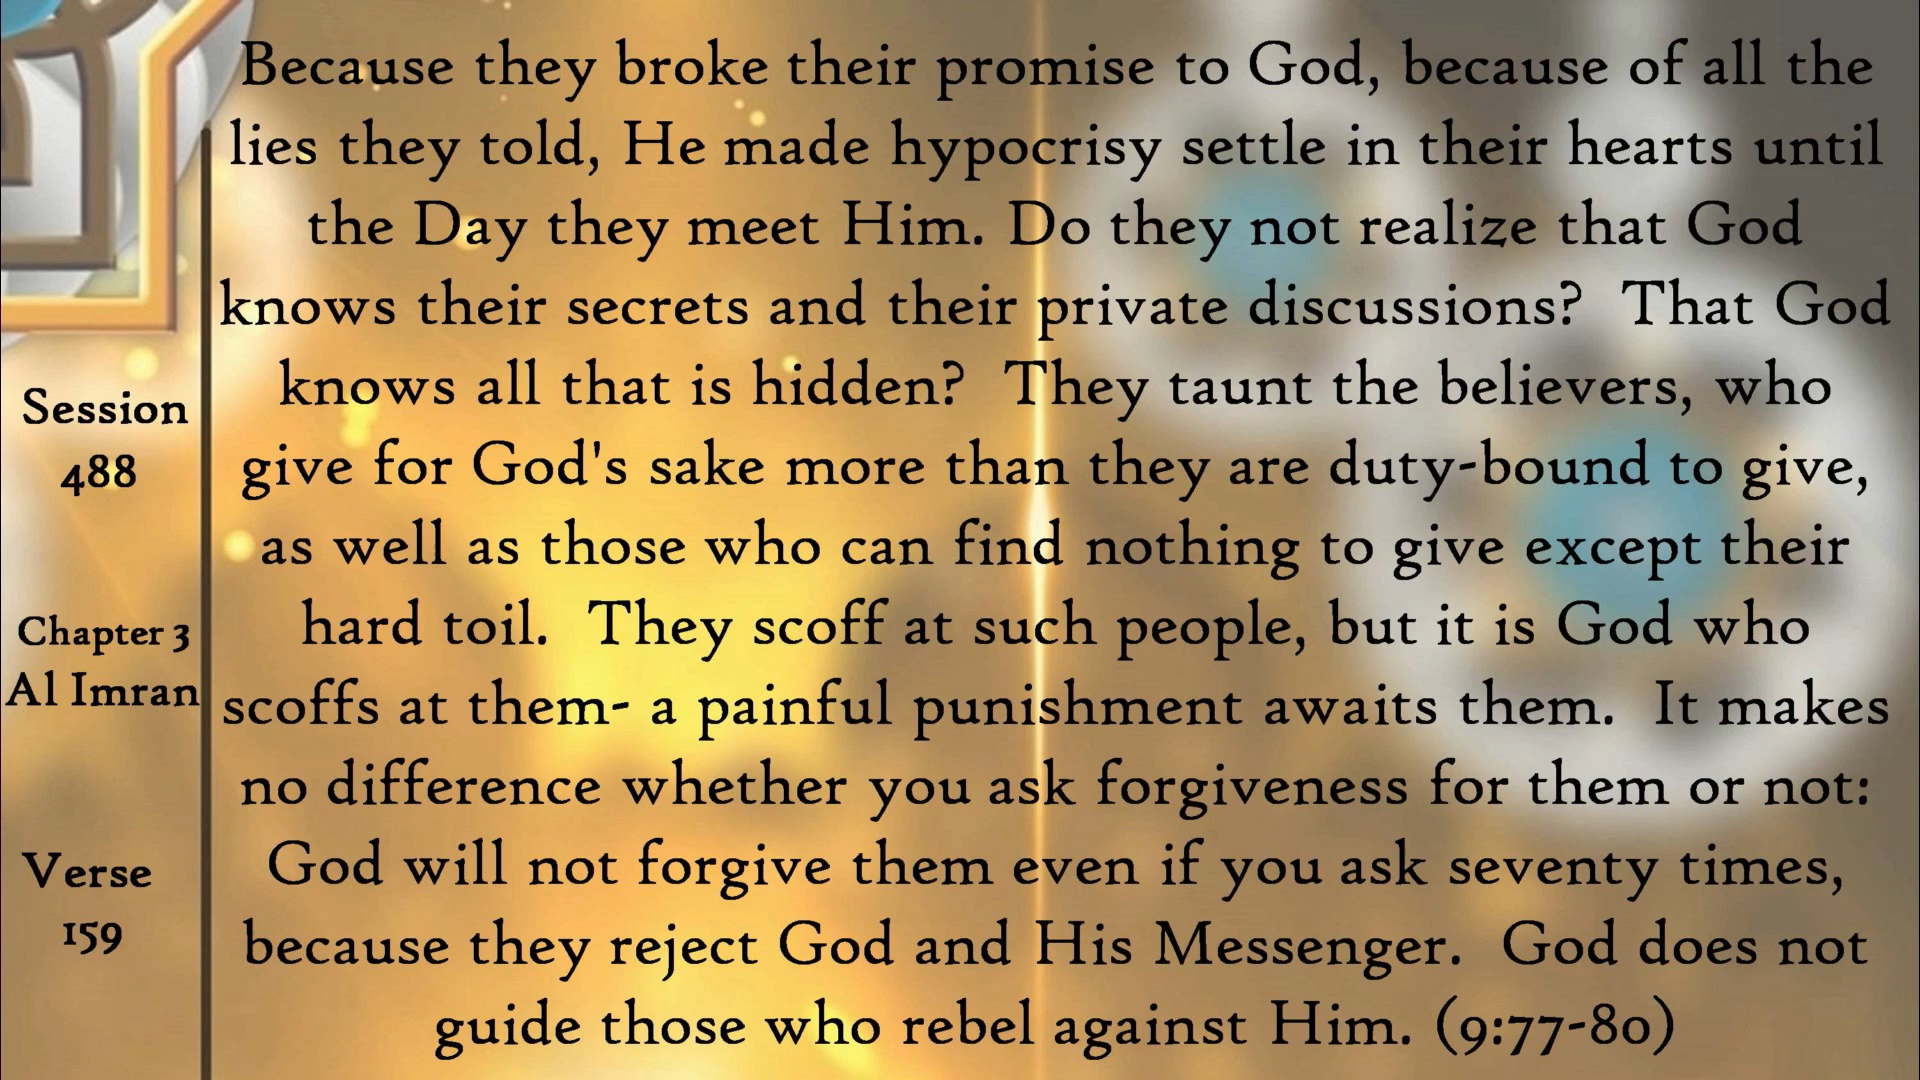 Because they broke their promise to God, because of all the
lies they told, He made hypocrisy settle in their hearts until
the Day they meet Him. Do they not realize that God
knows their secrets and their private discussions?  That God
knows all that is hidden?  They taunt the believers, who
give for God's sake more than they are duty-bound to give,
as well as those who can find nothing to give except their
hard toil.  They scoff at such people, but it is God who
scoffs at them- a painful punishment awaits them.  It makes
no difference whether you ask forgiveness for them or not:
God will not forgive them even if you ask seventy times,
because they reject God and His Messenger.  God does not
guide those who rebel against Him. (9:77-80)
Session
488
Chapter 3
Al Imran
Verse
159